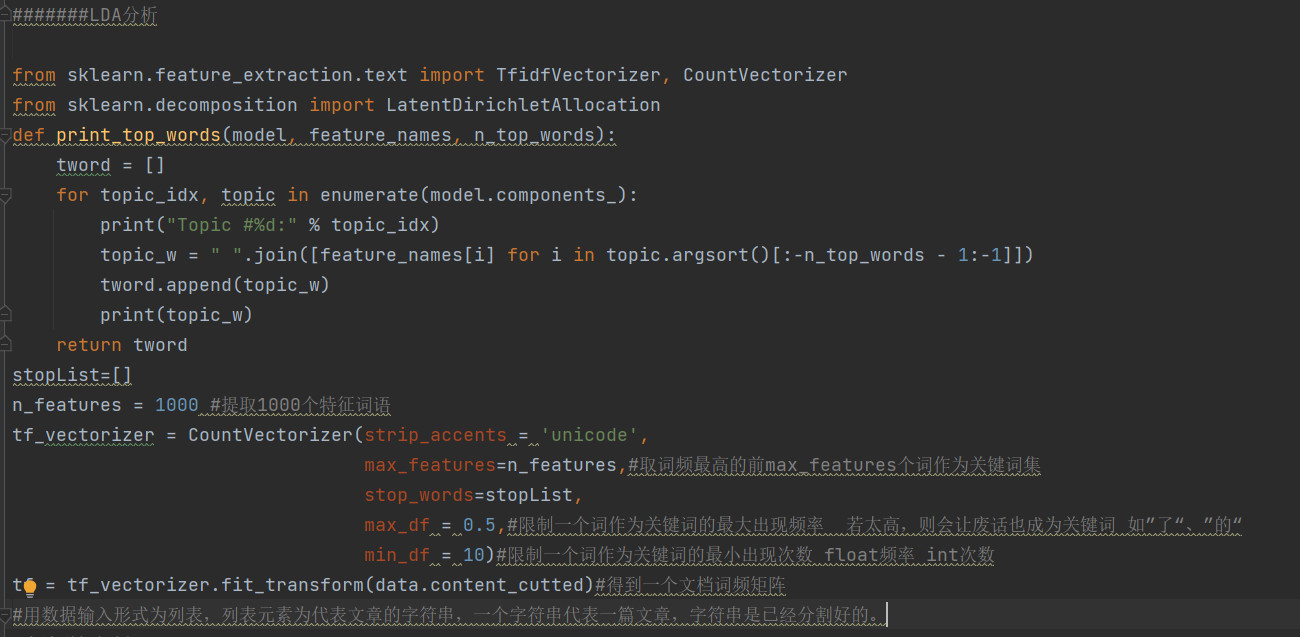 #######LDA分析
from sklearn.feature_extraction.text import TfidfVectorizer, CountVectorizer
from sklearn.decomposition import LatentDirichletAllocation
def print_top_words(model, feature_names, n_top_words):
    tword = []
    for topic_idx, topic in enumerate(model.components_):
        print("Topic #%d:" % topic_idx)
        topic_w = " ".join([feature_names[i] for i in topic.argsort()[:-n_top_words - 1:-1]])
        tword.append(topic_w)
        print(topic_w)
    return tword
stopList=[]
n_features = 1000 #提取1000个特征词语
tf_vectorizer = CountVectorizer(strip_accents = 'unicode',
                                max_features=n_features,#取词频最高的前max_features个词作为关键词集
                                stop_words=stopList,
                                max_df = 0.5,#限制一个词作为关键词的最大出现频率  若太高，则会让废话也成为关键词 如”了“、”的“
                                min_df = 10)#限制一个词作为关键词的最小出现次数 float频率 int次数
t = tf_vectorizer.fit_transform(data.content_cutted)#得到一个文档词频矩阵
#用数据输入形式为列表，列表元素为代表文章的字符串，一个字符串代表一篇文章，字符串是已经分割好的。